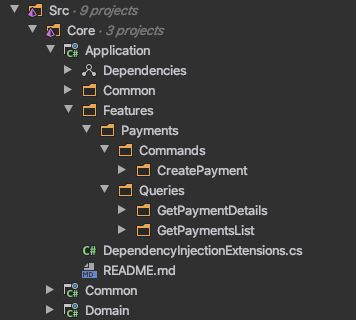 Src · 9 projects
Core · 3 projects
C# Application
Dependencies
Common
Features
Payments
Commands
CreatePayment
Queries
GetPaymentDetails
GetPaymentsList
C# DependencyInjectionExtensions.cs
MD README.md
C# Common
C# Domain